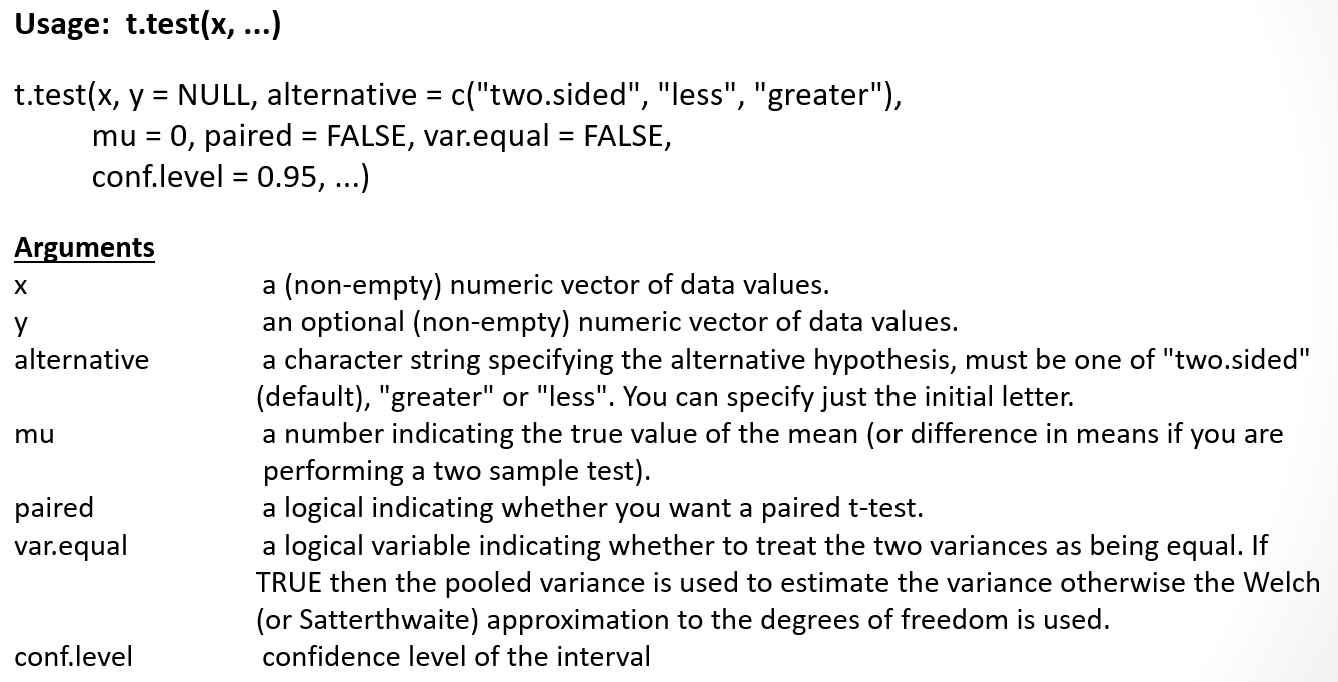 Usage:  t.test(x, ...)
t.test(x, y = NULL, alternative = c("two.sided", "less", "greater"),
mu = 0, paired = FALSE, var.equal = FALSE,
conf.level = 0.95, ...)
Arguments
x a (non-empty) numeric vector of data values.
y an optional (non-empty) numeric vector of data values.
alternative a character string specifying the alternative hypothesis, must be one of "two.sided"
(default), "greater" or "less". You can specify just the initial letter.
mu a number indicating the true value of the mean (or difference in means if you are
performing a two sample test).
paired a logical indicating whether you want a paired t-test.
var.equal a logical variable indicating whether to treat the two variances as being equal. If
TRUE then the pooled variance is used to estimate the variance otherwise the Welch
(or Satterthwaite) approximation to the degrees of freedom is used.
conf.level confidence level of the interval